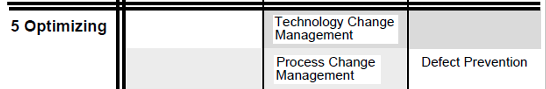 5 Optimizing
Technology Change
Management
Process Change
Management
Defect Prevention